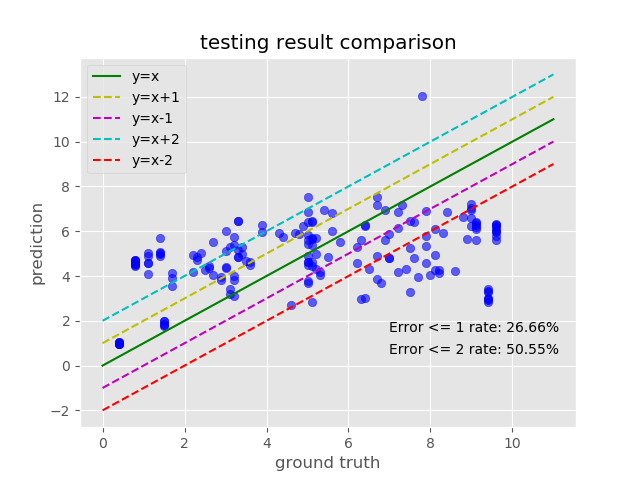 testing result comparison
y=x
y=x+1
y=x-1
y=x+2
y=x-2
12
10
8
6
4
2
0
−2
prediction
Error <= 1 rate: 26.66%
Error <= 2 rate: 50.55%
0 2 4 6 8 10
ground truth